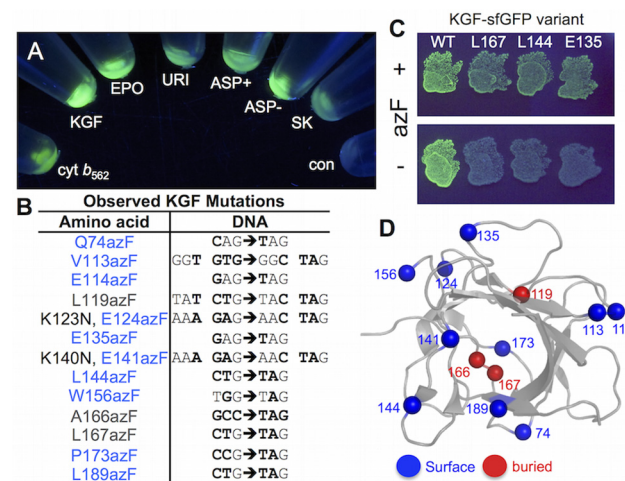 A
EPO
URI
ASP+
ASP-
SK
KGF
cyt b562
con
B
Observed KGF Mutations
Amino acid DNA
Q74azF CAG➔TAG
V113azF GGT GTG➔GGC TAG
E114azF GAG➔TAG
L119azF TAT CTG➔TAC TAG
K123N, E124azF AAA GAG➔AAC TAG
E135azF GAG➔TAG
K140N, E141azF AAA GAG➔AAC TAG
L144azF CTG➔TAG
W156azF TGG➔TAG
A166azF GCC➔TAG
L167azF CTG➔TAG
P173azF CCG➔TAG
L189azF CTG➔TAG
C
KGF-sfGFP variant
WT L167 L144 E135
+
azF
-
D
135
156
124
119
113 11
141
173
166
167
144
189
74
Surface buried